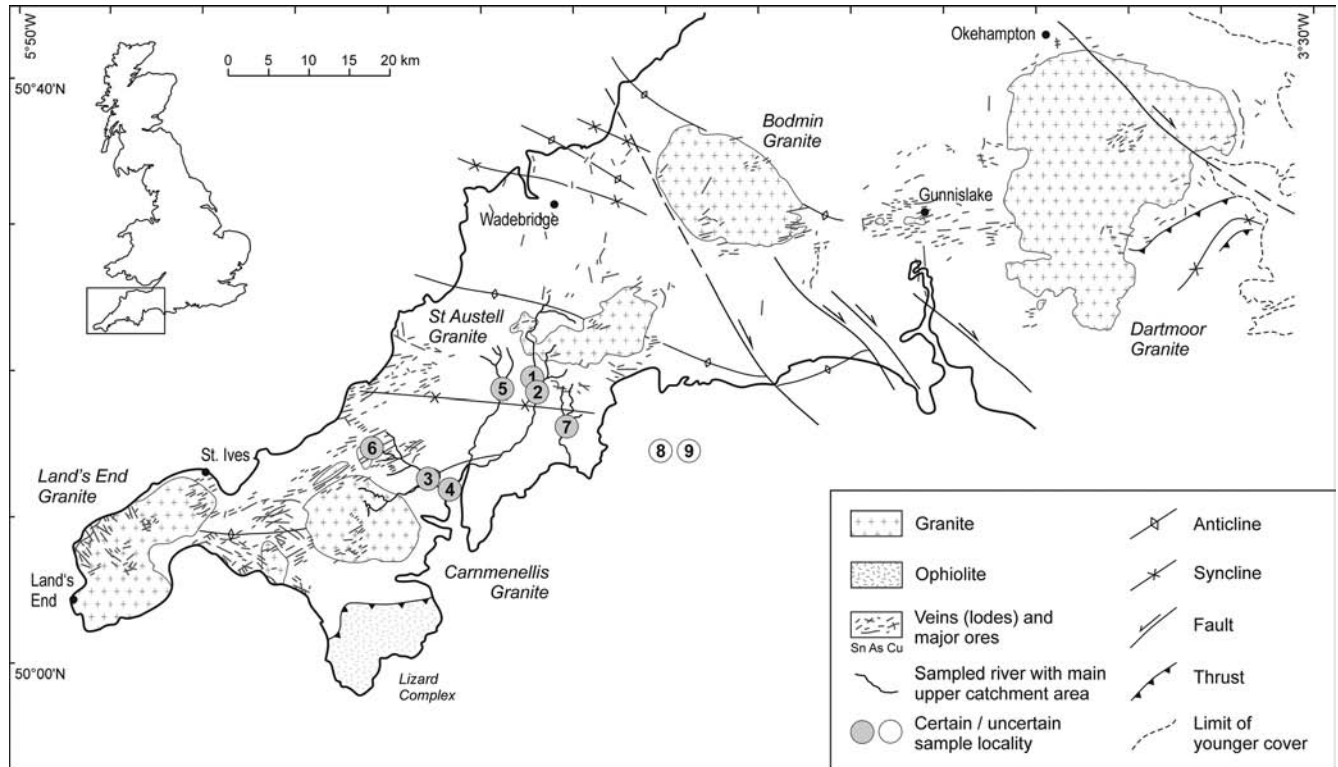 5°50'W
3°30'W
50°40'N
50°00'N
0 5 10 15 20 km
Okehampton
Bodmin
Granite
Gunnislake
Wadebridge
St Austell
Granite
Dartmoor
Granite
1
2
5
7
6
3
4
8
9
St. Ives
Land's End
Granite
Land's
End
Carnmenellis
Granite
Lizard
Complex
Granite
Ophiolite
Veins (lodes) and
major ores
Sn As Cu
Sampled river with main
upper catchment area
Certain / uncertain
sample locality
Anticline
Syncline
Fault
Thrust
Limit of
younger cover